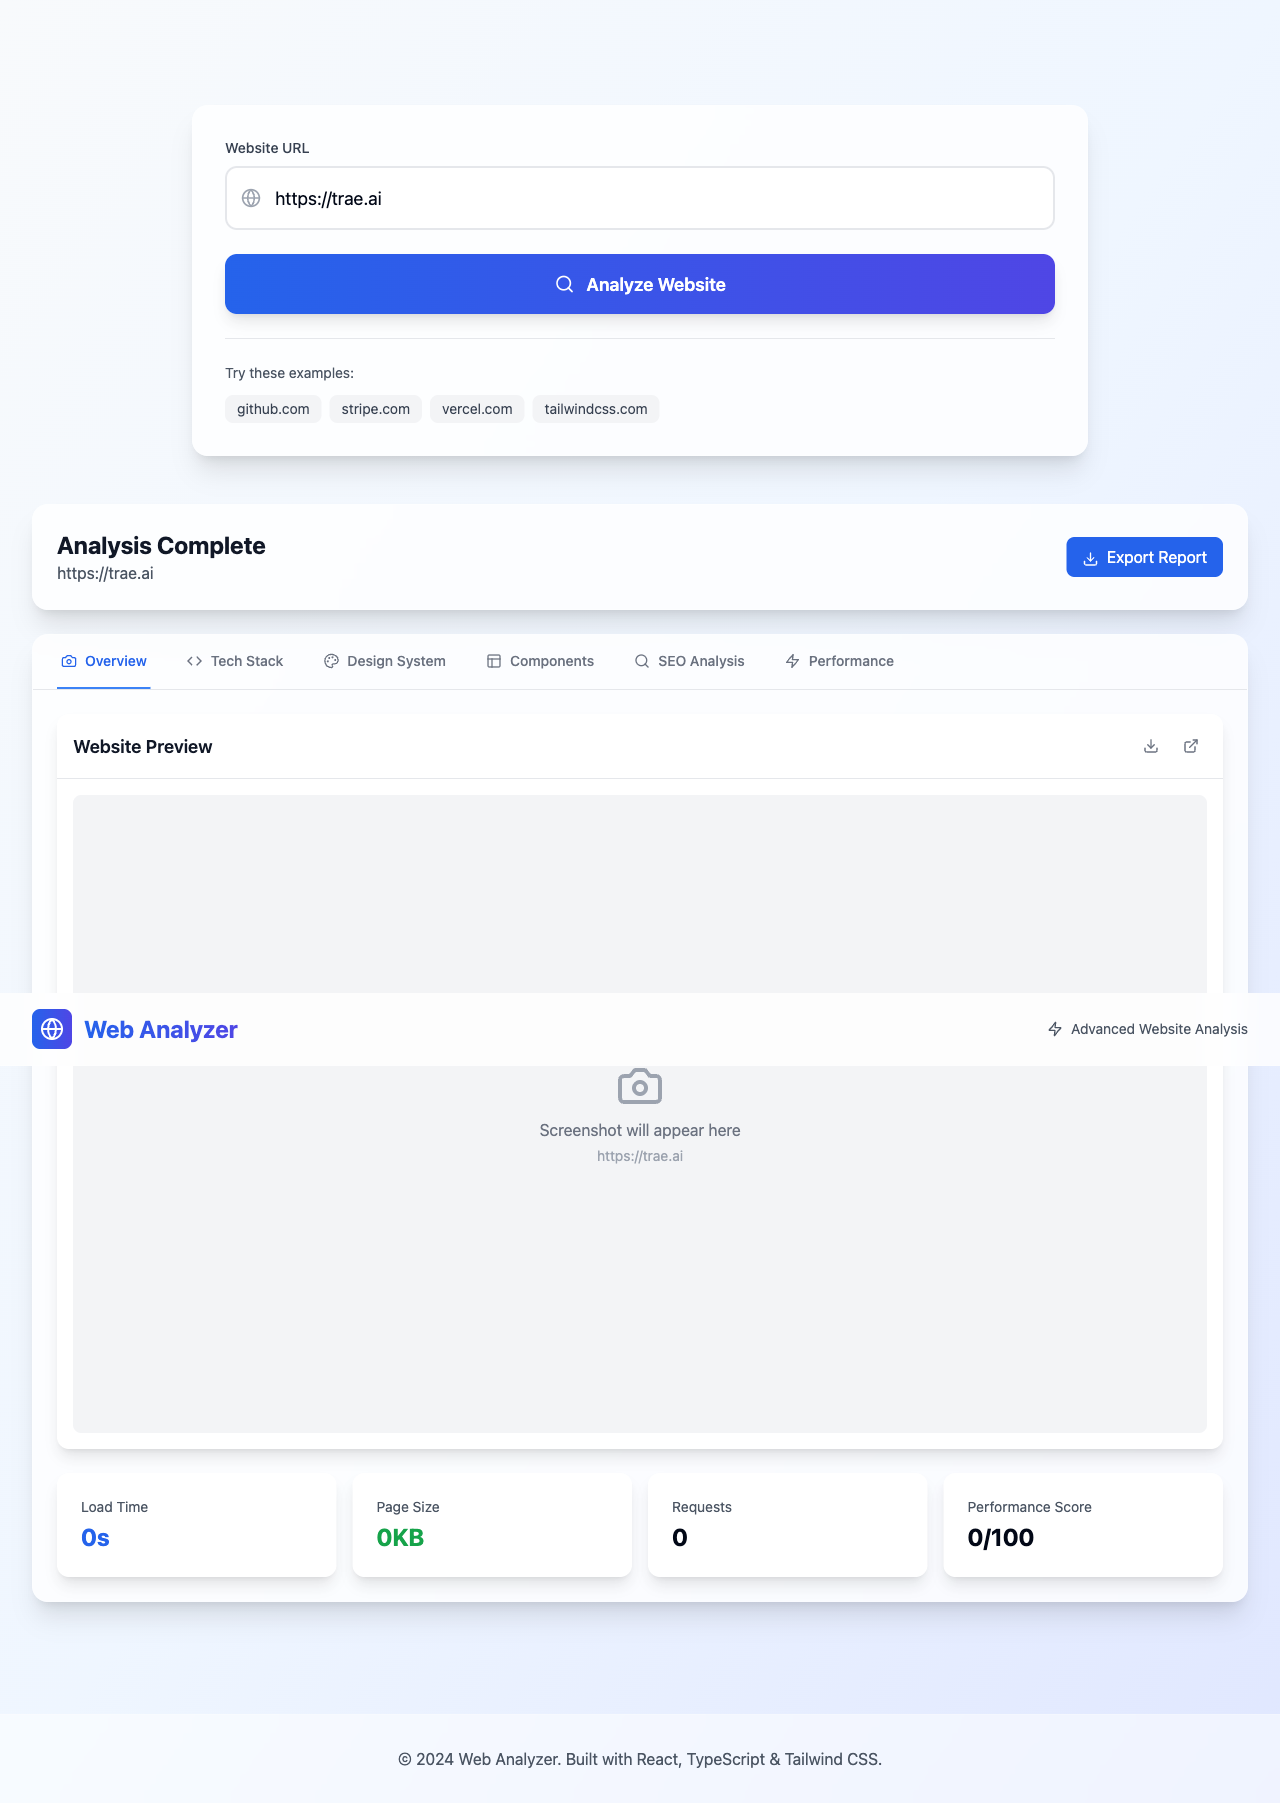 Website URL
https://trae.ai
Analyze Website
Try these examples:
github.com stripe.com vercel.com tailwindcss.com
Analysis Complete
https://trae.ai
Export Report
Overview Tech Stack Design System Components SEO Analysis Performance
Website Preview
Web Analyzer Advanced Website Analysis
Screenshot will appear here
https://trae.ai
Load Time Page Size Requests Performance Score
0s 0KB 0 0/100
© 2024 Web Analyzer. Built with React, TypeScript & Tailwind CSS.